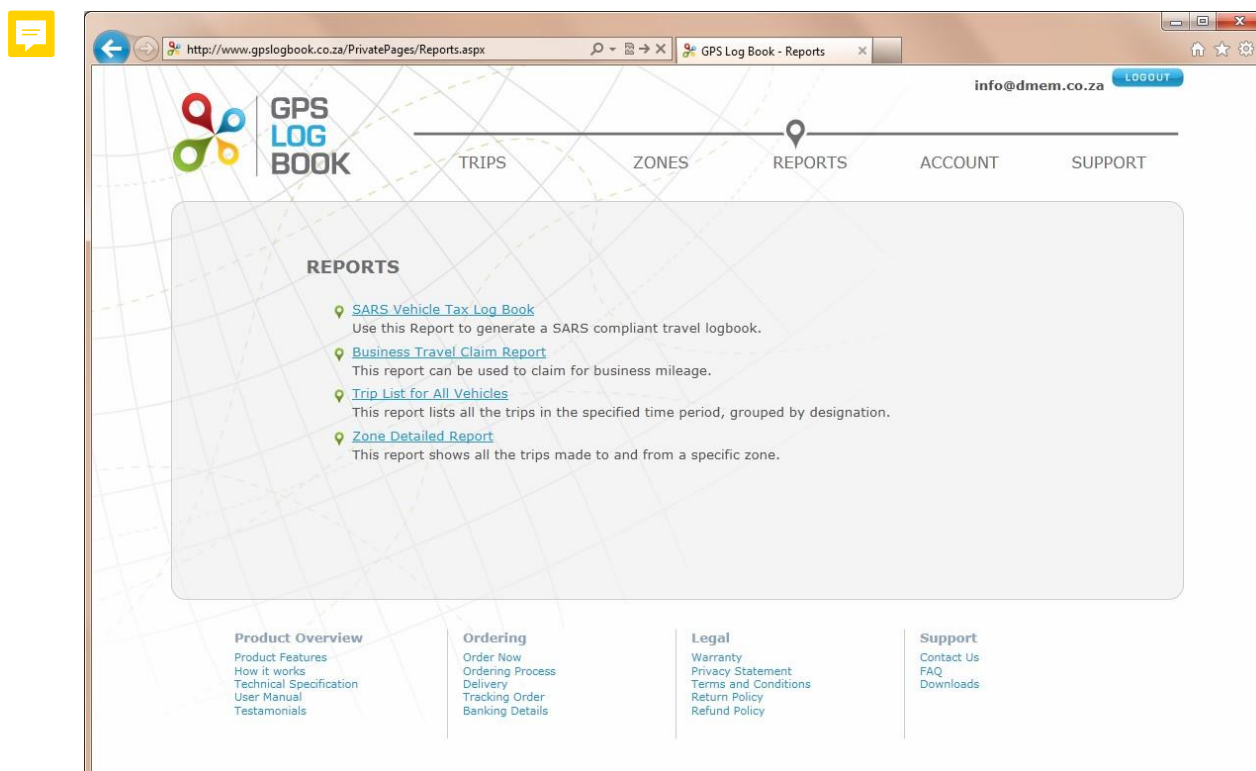 http://www.gpslogbook.co.za/PrivatePages/Reports.aspx
GPS Log Book - Reports
info@dmem.co.za
LOGOUT
GPS
LOG
BOOK
TRIPS ZONES REPORTS ACCOUNT SUPPORT
REPORTS
SARS Vehicle Tax Log Book
Use this Report to generate a SARS compliant travel logbook.
Business Travel Claim Report
This report can be used to claim for business mileage.
Trip List for All Vehicles
This report lists all the trips in the specified time period, grouped by designation.
Zone Detailed Report
This report shows all the trips made to and from a specific zone.
Product Overview
Product Features
How it works
Technical Specification
User Manual
Testamonials
Ordering
Order Now
Ordering Process
Delivery
Tracking Order
Banking Details
Legal
Warranty
Privacy Statement
Terms and Conditions
Return Policy
Refund Policy
Support
Contact Us
FAQ
Downloads